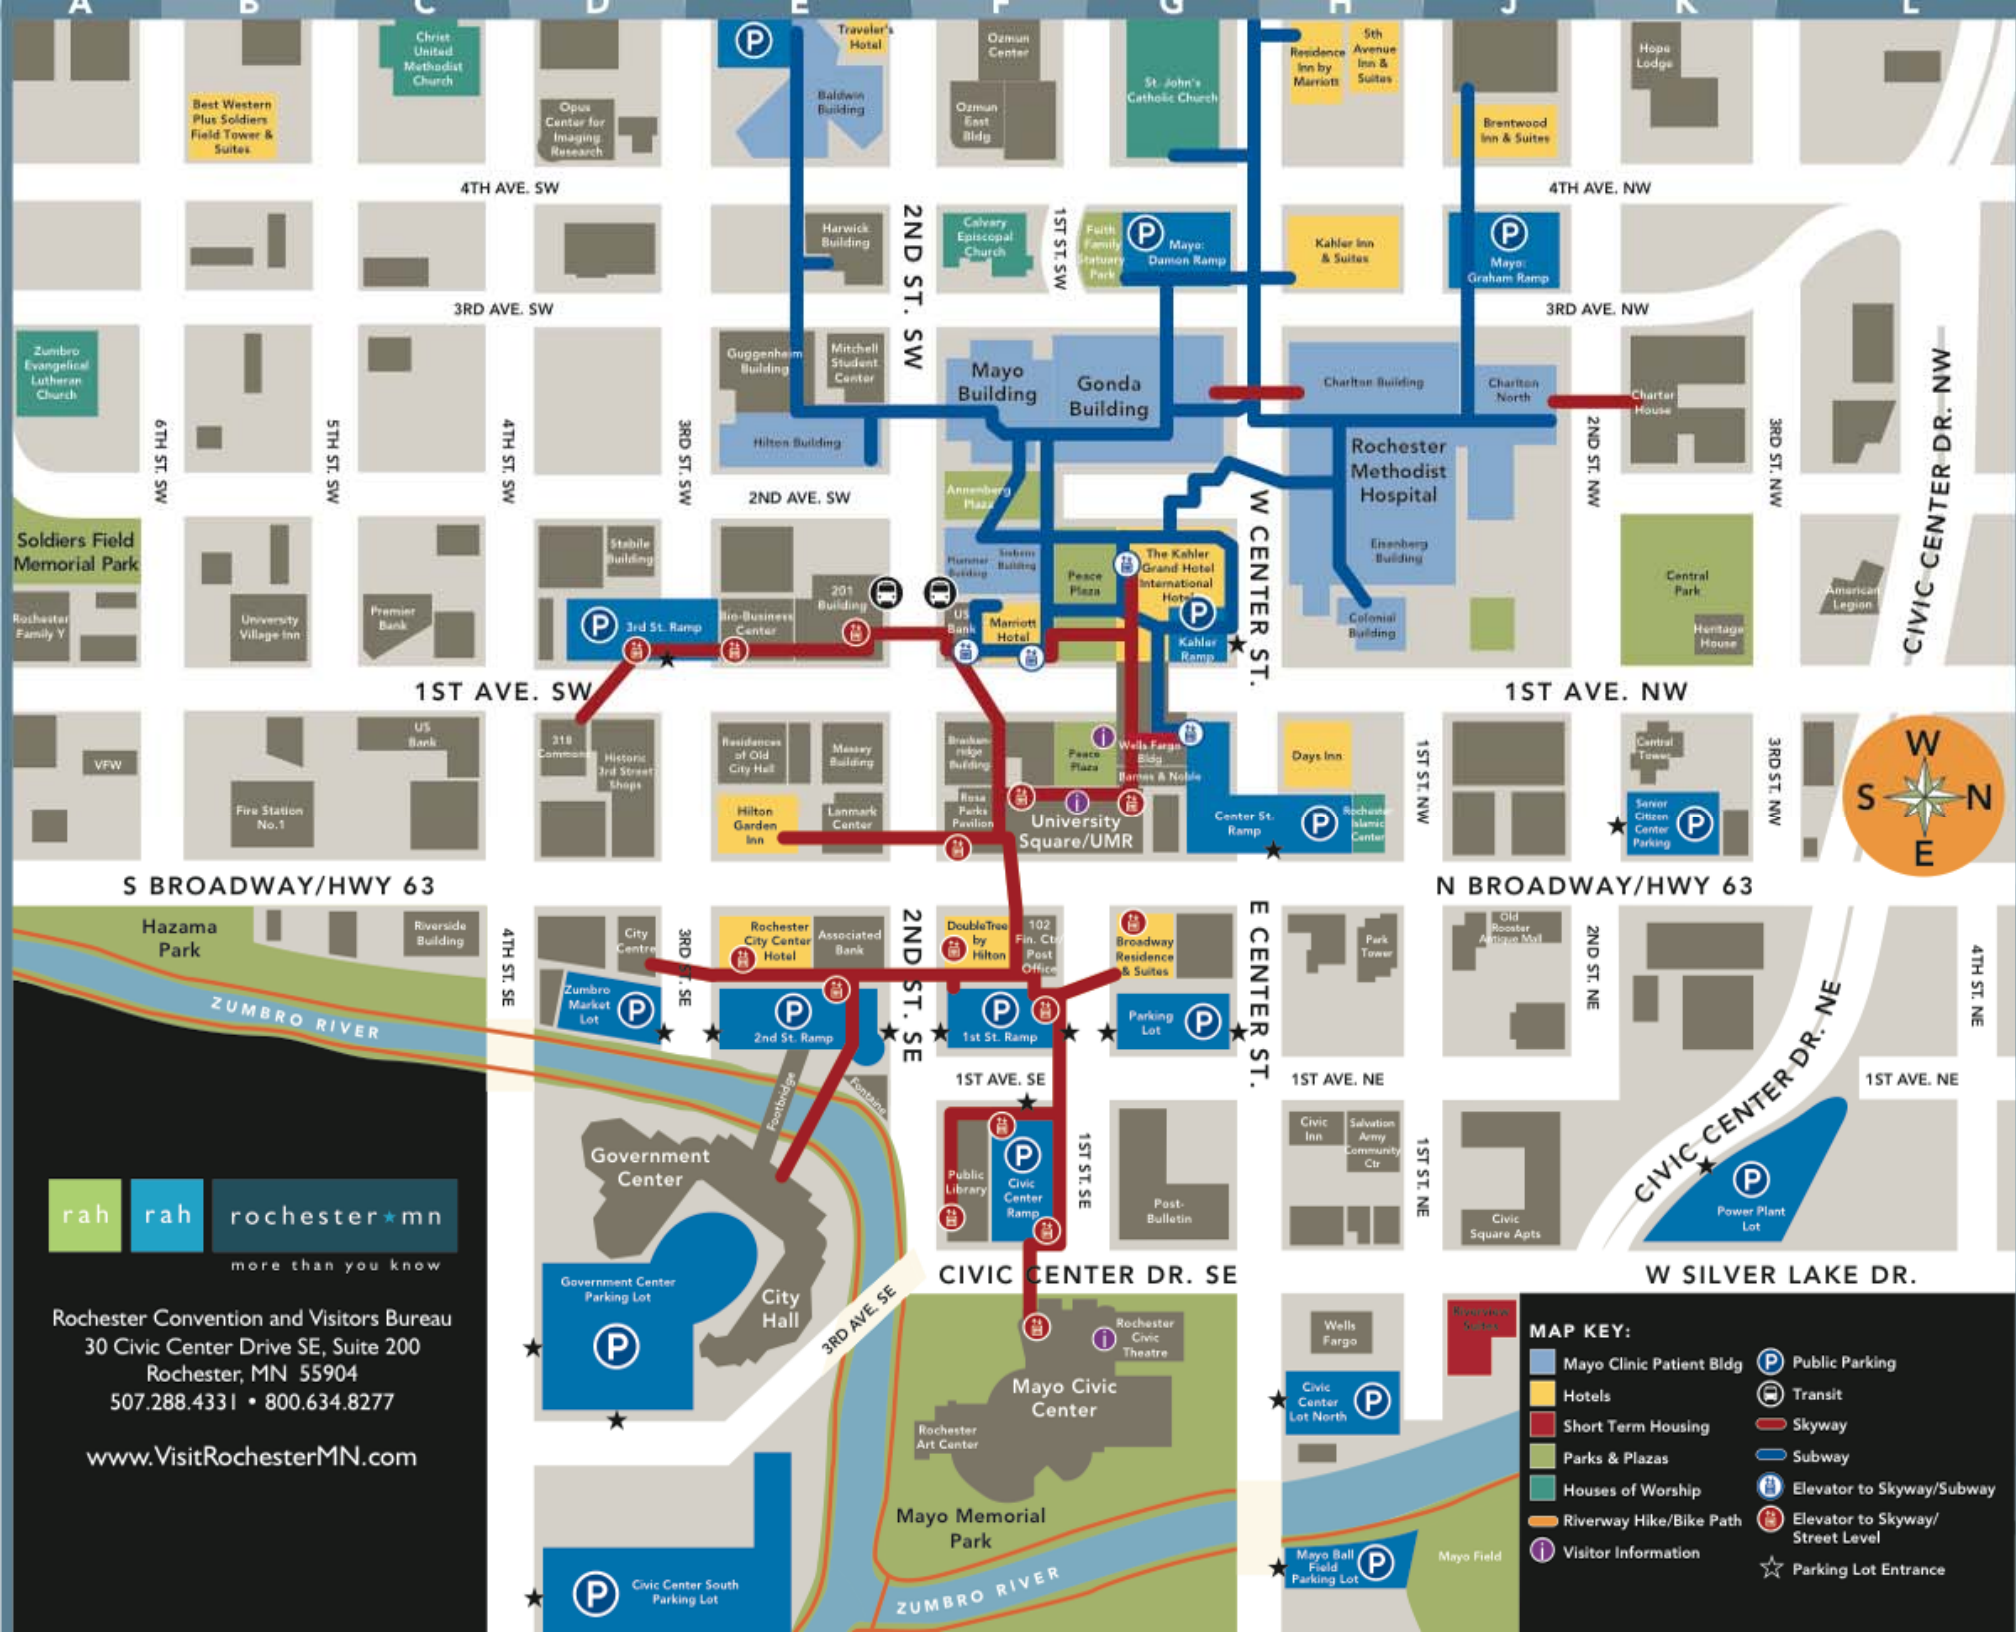 A B C D E F G H J K L
Christ
United
Methodist
Church
Best Western
Plus Soldiers
Field Tower &
Suites
Opus
Center for
Imaging
Research
P
Traveler's
Hotel
Baldwin
Building
Ozmun
Center
Ozmun
East
Bldg
St. John's
Catholic Church
Residence
Inn by
Marriott
5th
Avenue
Inn &
Suites
Brentwood
Inn & Suites
Hope
Lodge
4TH AVE. SW
4TH AVE. NW
Harwick
Building
2ND ST. SW
Calvary
Episcopal
Church
1ST ST. SW
Faith
Family
Statuary
Park
P
Mayo:
Damon Ramp
Kahler Inn
& Suites
P
Mayo:
Graham Ramp
3RD AVE. SW
3RD AVE. NW
Zumbro
Evangelical
Lutheran
Church
Guggenheim
Building
Mitchell
Student
Center
Hilton Building
Mayo
Building
Gonda
Building
Charlton Building
Charlton
North
Charter
House
Rochester
Methodist
Hospital
6TH ST. SW
5TH ST. SW
4TH ST. SW
3RD ST. SW
2ND ST. NW
3RD ST. NW
CIVIC CENTER DR. NW
2ND AVE. SW
Annenberg
Plaza
W CENTER ST.
Soldiers Field
Memorial Park
Rochester
Family Y
University
Village Inn
Premier
Bank
Stabile
Building
P
3rd St. Ramp
Bio-Business
Center
201
Building
Plummer
Building
Siebens
Building
US
Bank
Marriott
Hotel
Peace
Plaza
The Kahler
Grand Hotel
International
Hotel
P
Kahler
Ramp
Eisenberg
Building
Colonial
Building
Central
Park
Heritage
House
American
Legion
1ST AVE. SW
1ST AVE. NW
VFW
Fire Station
No.1
US
Bank
318
Commons
Historic
3rd Street
Shops
Residences
of Old
City Hall
Massey
Building
Hilton
Garden
Inn
Lanmark
Center
Bracken-
ridge
Building
Rosa
Parks
Pavilion
Peace
Plaza
Wells Fargo
Bldg
Barnes & Noble
University
Square/UMR
Center St.
Ramp
P
Days Inn
Rochester
Islamic
Center
1ST ST. NW
Central
Tower
Senior
Citizen
Center
Parking
P
3RD ST. NW
W
S N
E
S BROADWAY/HWY 63
N BROADWAY/HWY 63
Hazama
Park
Riverside
Building
4TH ST. SE
City
Centre
3RD ST. SE
Rochester
City Center
Hotel
Associated
Bank
2ND ST. SE
DoubleTree
by
Hilton
102
Fin. Ctr/
Post
Office
Broadway
Residence
& Suites
E CENTER ST.
Park
Tower
Old
Rooster
Antique Mall
2ND ST. NE
4TH ST. NE
ZUMBRO RIVER
Zumbro
Market
Lot
P
P
2nd St. Ramp
P
1st St. Ramp
Parking
Lot
P
1ST AVE. SE
1ST AVE. NE
1ST AVE. NE
CIVIC CENTER DR. NE
Footbridge
Fontaine
Government
Center
Public
Library
P
Civic
Center
Ramp
1ST ST. SE
Post-
Bulletin
Civic
Inn
Salvation
Army
Community
Ctr
1ST ST. NE
Civic
Square Apts
P
Power Plant
Lot
rah
rah
rochester mn
more than you know
Rochester Convention and Visitors Bureau
30 Civic Center Drive SE, Suite 200
Rochester, MN 55904
507.288.4331 • 800.634.8277
www.VisitRochesterMN.com
Government Center
Parking Lot
P
City
Hall
3RD AVE. SE
CIVIC CENTER DR. SE
W SILVER LAKE DR.
Rochester
Civic
Theatre
Mayo Civic
Center
Rochester
Art Center
Wells
Fargo
Civic
Center
Lot North
P
Mayo Memorial
Park
ZUMBRO RIVER
P
Civic Center South
Parking Lot
Mayo Ball
Field
Parking Lot
P
Mayo Field
Suites
MAP KEY:
Mayo Clinic Patient Bldg
Hotels
Short Term Housing
Parks & Plazas
Houses of Worship
Riverway Hike/Bike Path
Visitor Information
P Public Parking
Transit
Skyway
Subway
Elevator to Skyway/Subway
Elevator to Skyway/
Street Level
Parking Lot Entrance